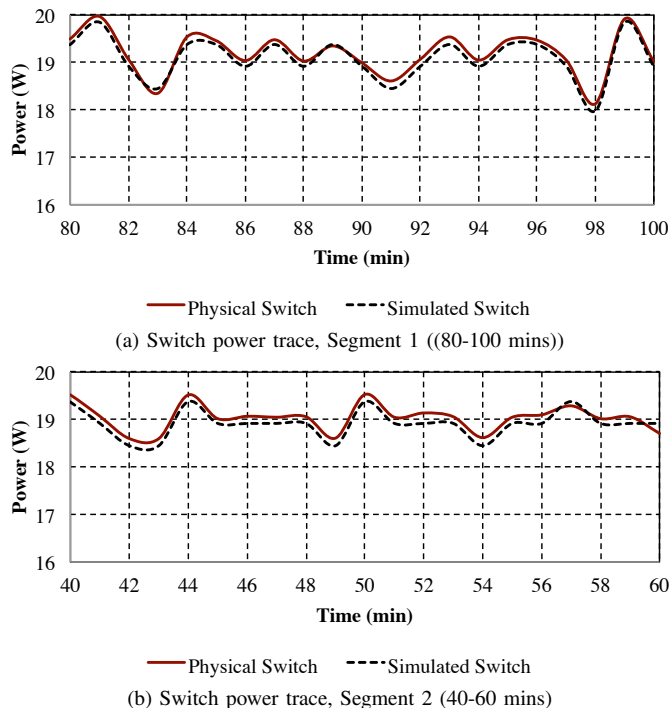 20
19
18
17
16
Power (W)
80 82 84 86 88 90 92 94 96 98 100
Time (min)
Physical Switch Simulated Switch
(a) Switch power trace, Segment 1 ((80-100 mins))
20
19
18
17
16
Power (W)
40 42 44 46 48 50 52 54 56 58 60
Time (min)
Physical Switch Simulated Switch
(b) Switch power trace, Segment 2 (40-60 mins)